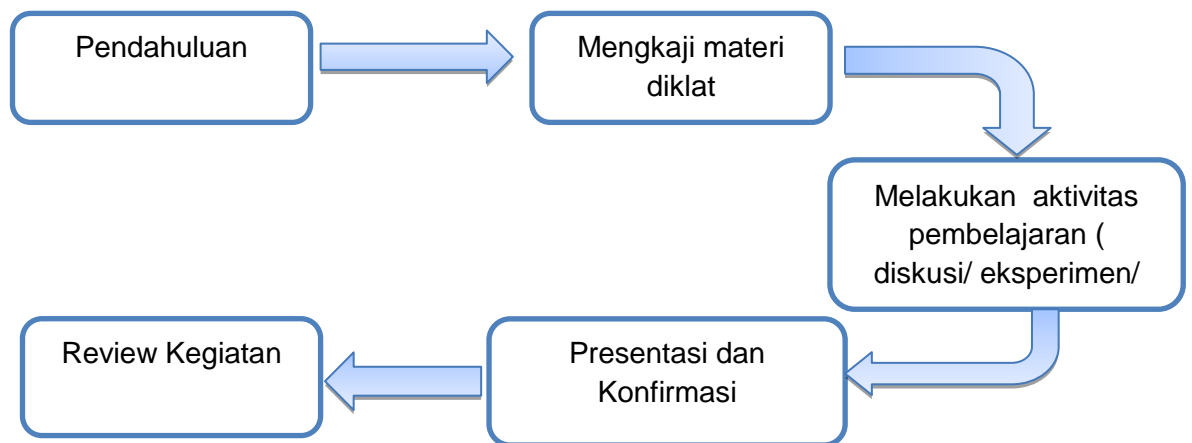 Pendahuluan
Mengkaji materi
diklat
Melakukan aktivitas
pembelajaran (
diskusi/ eksperimen/
Presentasi dan
Konfirmasi
Review Kegiatan